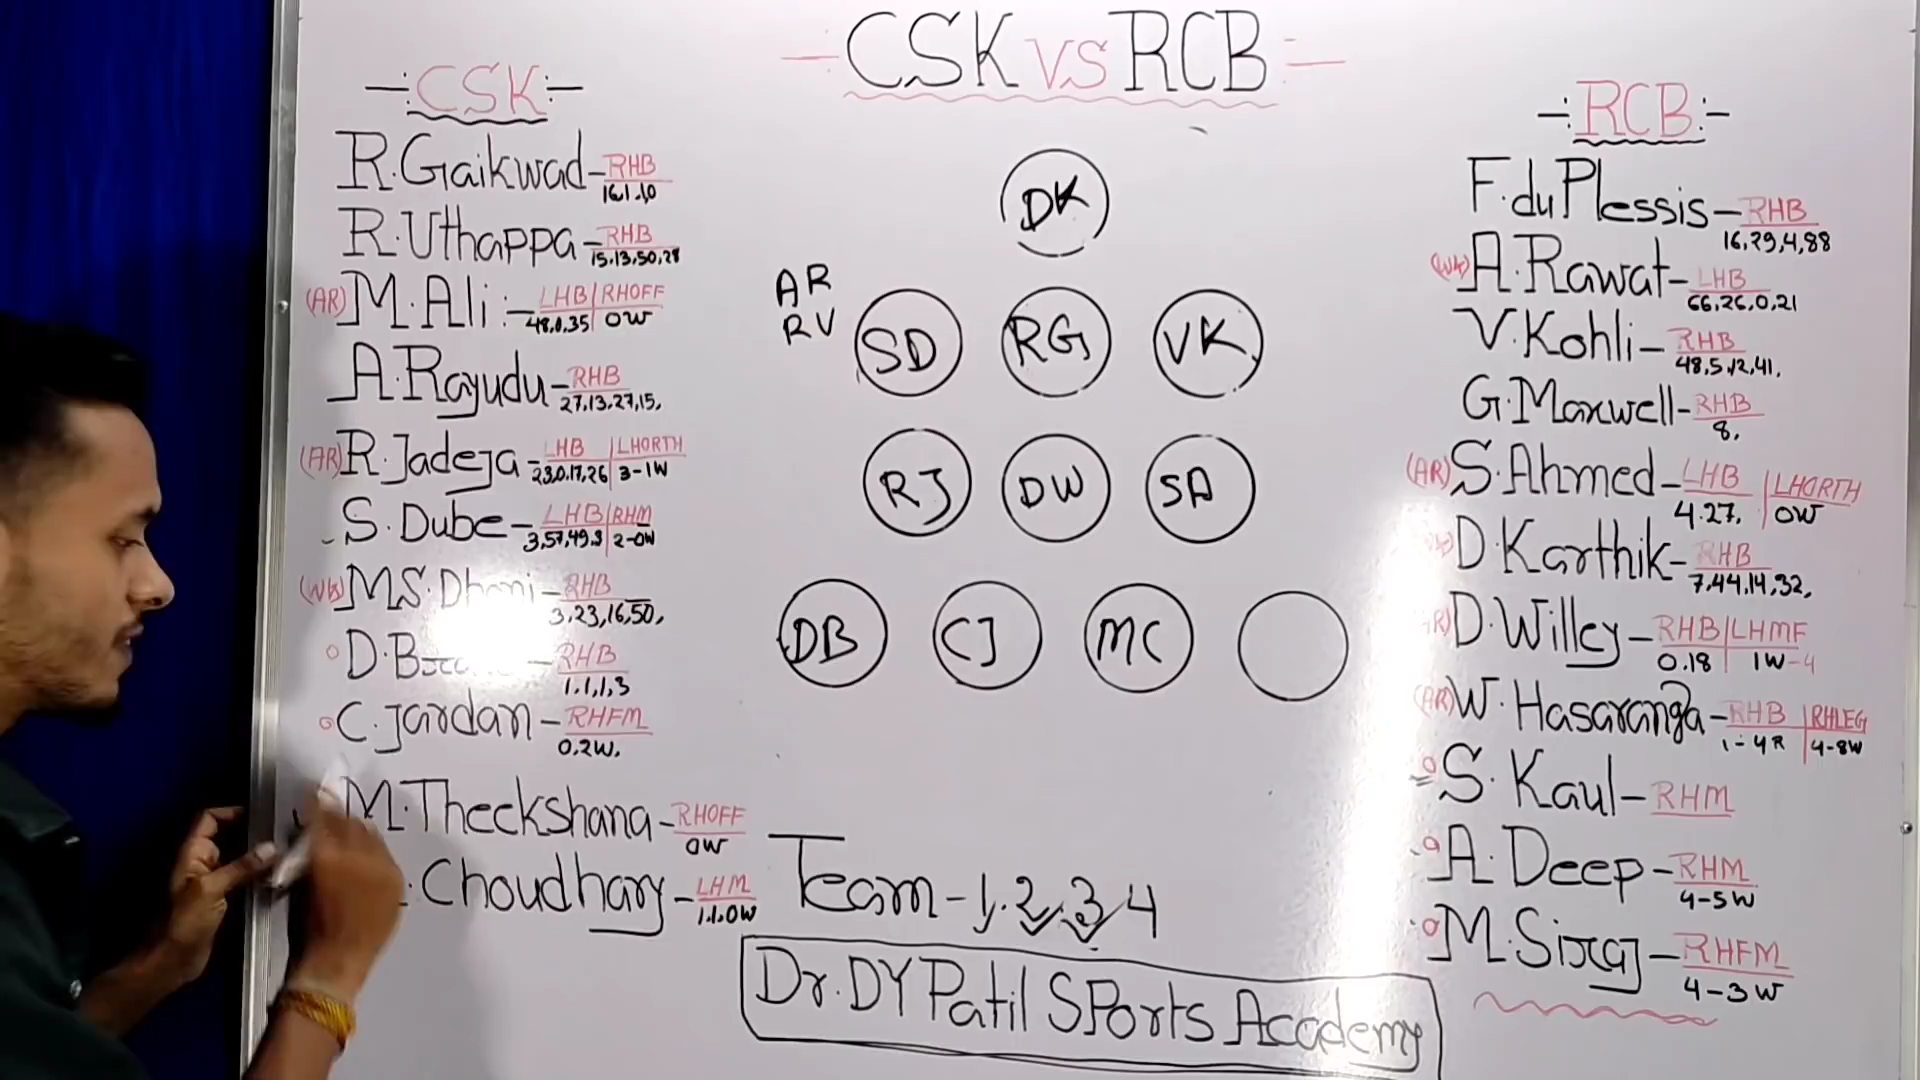 CSK VS RCB
CSK
R.Gaikwad - RHB
16.1.1.0
R.Uthappa - RHB
15.13,50,28
(AR) M.Ali :- LHB|RHOFF
48,0,35 0W
A.Rayudu - RHB
27,13,27,15,
(AR) R.Jadeja - LHB | LHORTH
23,0,17,26 3-1W
S.Dube - LHB|RHM
3,57,49,3 2-0W
(WK) MS.Dhoni - RHB
3,23,16,50,
D.B - RHB
1.1,1,3
C.Jordan - RHFM
0,2W,
M.Theekshana - RHOFF
0W
Choudhary - LHM
1.1.0W
DK
AR
RV
SD RG VK
RJ DW SA
DB CJ MC
Team - 1.2.3 4
Dr.DY Patil SPorts Academy
RCB
F.du Plessis - RHB
16,29,4,88
(WK) A.Rawat - LHB
66,26,0,21
V.Kohli - RHB
48,5,12,41,
G.Maxwell - RHB
8,
(AR) S.Ahmed - LHB | LHORTH
4.27, 0W
D.Karthik - RHB
7,44,14,32,
D.Willey - RHB|LHMF
0.18 1W-4
(AR) W.Hasaranga - RHB |RHLEG
1-4R 4-8W
S.Kaul - RHM
A.Deep - RHM
4-5W
M.Siraj - RHFM
4-3W